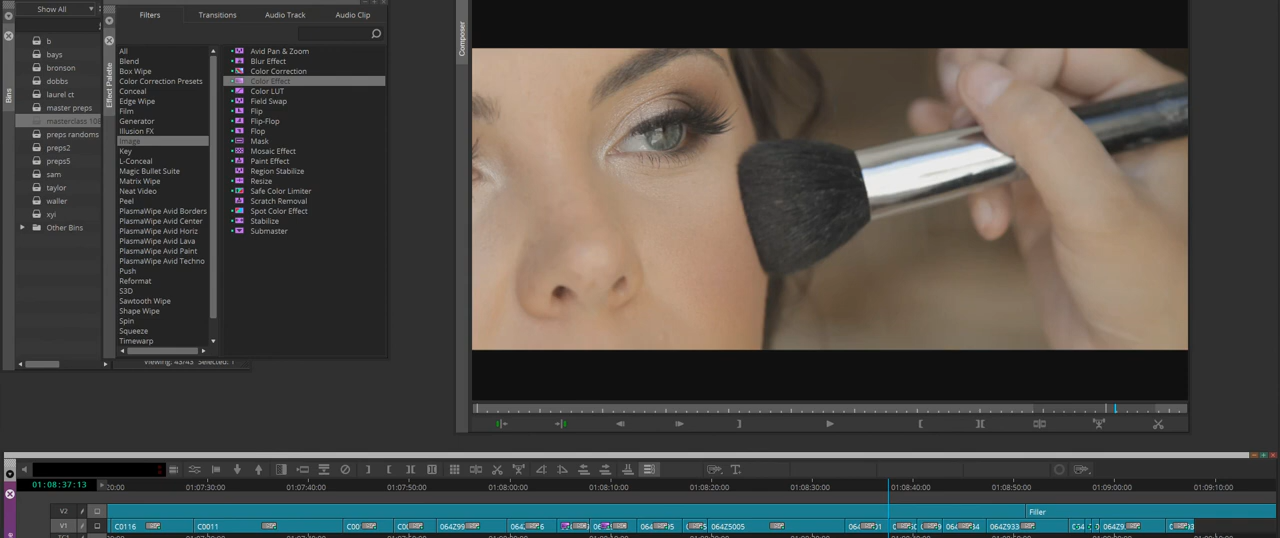 Show All
Filters
Transitions
Audio Track
Audio Clip
Composer
Bins
Effect Palette
b
bays
bronson
dobbs
laurel ct
master preps
masterclass 108
preps randoms
preps2
preps5
sam
taylor
waller
xyi
Other Bins
All
Blend
Box Wipe
Color Correction Presets
Conceal
Edge Wipe
Film
Generator
Illusion FX
Image
Key
L-Conceal
Magic Bullet Suite
Matrix Wipe
Neat Video
Peel
PlasmaWipe Avid Borders
PlasmaWipe Avid Center
PlasmaWipe Avid Horiz
PlasmaWipe Avid Lava
PlasmaWipe Avid Paint
PlasmaWipe Avid Techno
Push
Reformat
S3D
Sawtooth Wipe
Shape Wipe
Spin
Squeeze
Timewarp
Avid Pan & Zoom
Blur Effect
Color Correction
Color Effect
Color LUT
Field Swap
Flip
Flip-Flop
Flop
Mask
Mosaic Effect
Paint Effect
Region Stabilize
Resize
Safe Color Limiter
Scratch Removal
Spot Color Effect
Stabilize
Submaster
Viewing: 43/43 Selected: 1
01:08:37:13
20:00 01:07:30:00 01:07:40:00 01:07:50:00 01:08:00:00 01:08:10:00 01:08:20:00 01:08:30:00 01:08:40:00 01:08:50:00 01:09:00:00 01:09:10:00
V2 Filler
V1 C0116 C0011 C00 064Z99 064Z 064Z5005 064Z933